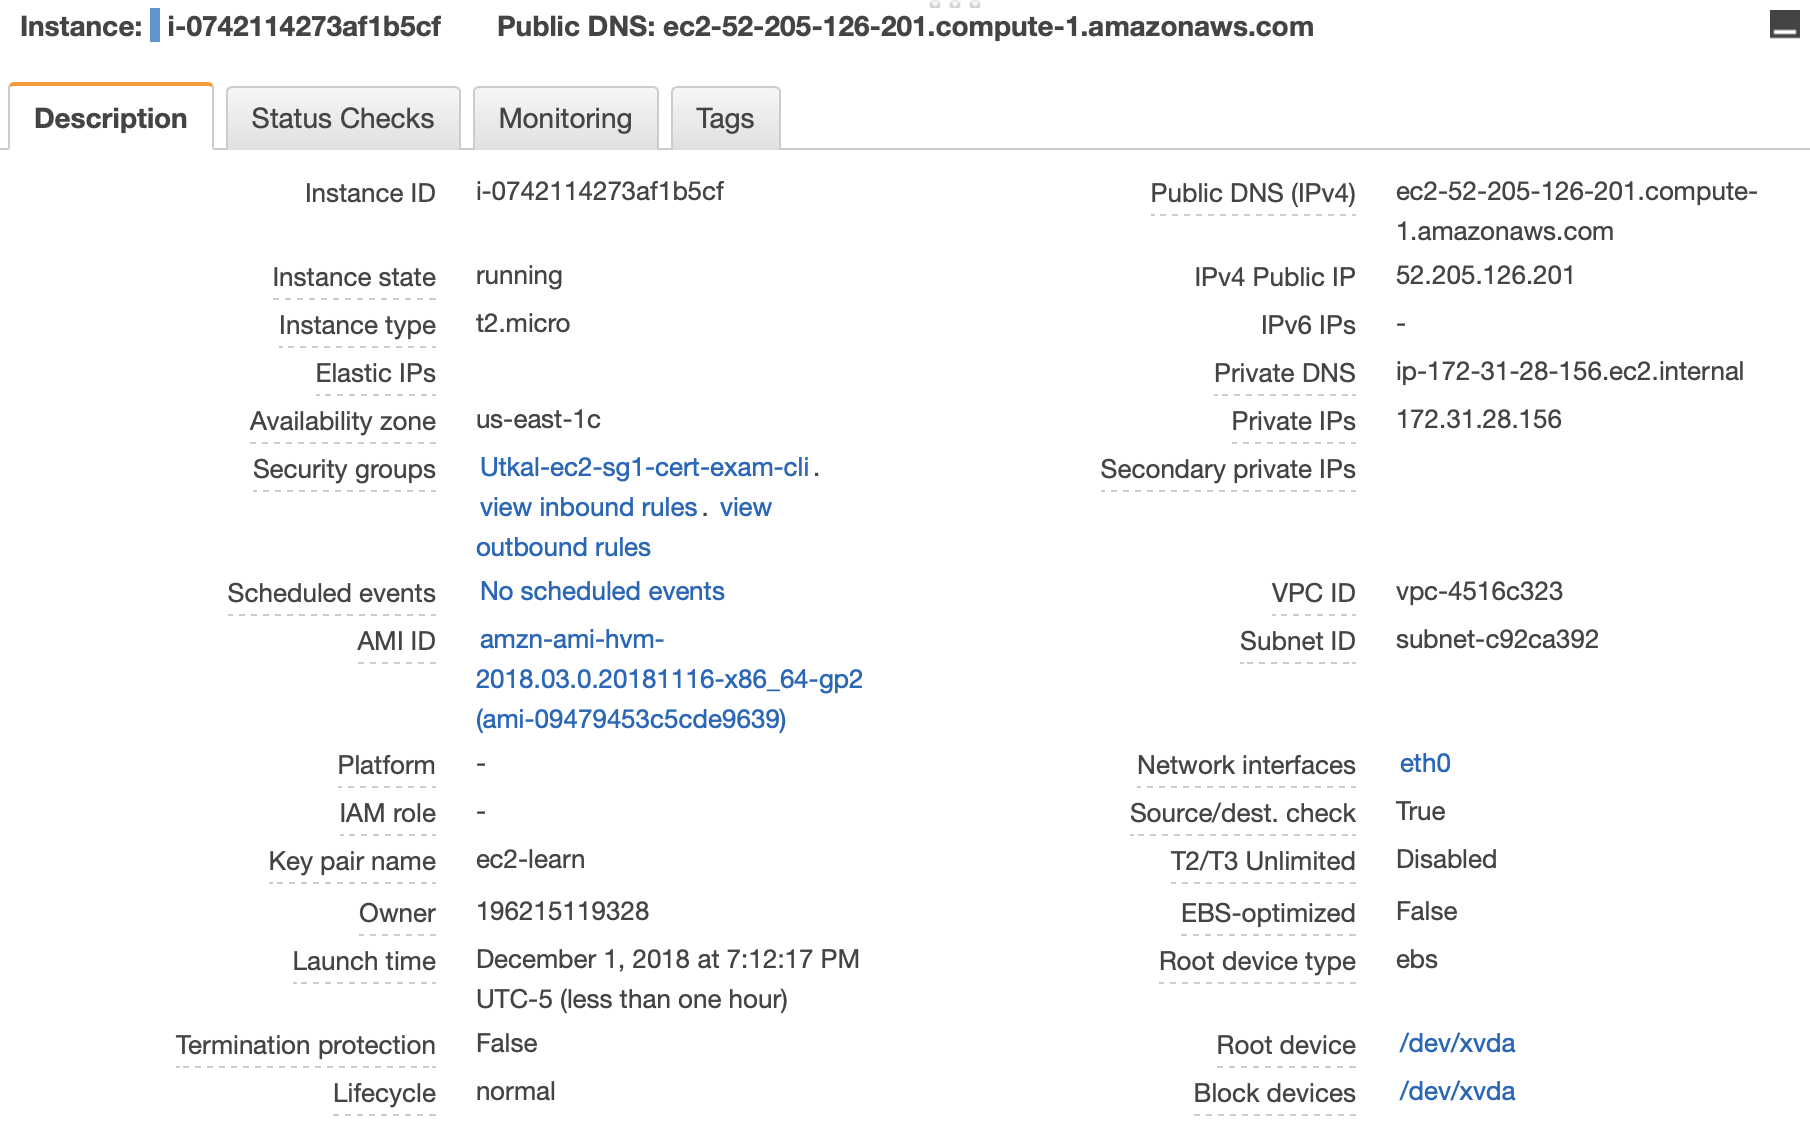 Instance: i-0742114273af1b5cf Public DNS: ec2-52-205-126-201.compute-1.amazonaws.com
Description Status Checks Monitoring Tags
Instance ID i-0742114273af1b5cf Public DNS (IPv4) ec2-52-205-126-201.compute-
1.amazonaws.com
Instance state running IPv4 Public IP 52.205.126.201
Instance type t2.micro IPv6 IPs -
Elastic IPs Private DNS ip-172-31-28-156.ec2.internal
Availability zone us-east-1c Private IPs 172.31.28.156
Security groups Utkal-ec2-sg1-cert-exam-cli . Secondary private IPs
view inbound rules . view
outbound rules
Scheduled events No scheduled events VPC ID vpc-4516c323
AMI ID amzn-ami-hvm- Subnet ID subnet-c92ca392
2018.03.0.20181116-x86_64-gp2
(ami-09479453c5cde9639)
Platform - Network interfaces eth0
IAM role - Source/dest. check True
Key pair name ec2-learn T2/T3 Unlimited Disabled
Owner 196215119328 EBS-optimized False
Launch time December 1, 2018 at 7:12:17 PM Root device type ebs
UTC-5 (less than one hour)
Termination protection False Root device /dev/xvda
Lifecycle normal Block devices /dev/xvda